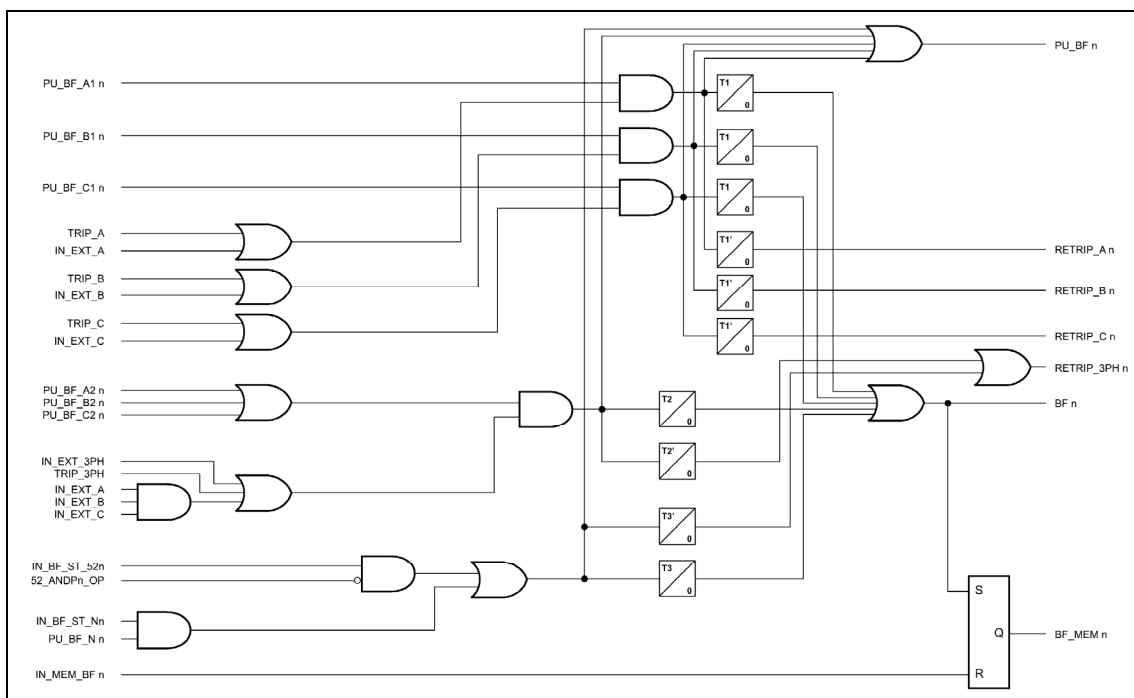 PU_BF n
PU_BF_A1 n
T1
0
PU_BF_B1 n
T1
0
PU_BF_C1 n
T1
0
TRIP_A
IN_EXT_A
T1'
0
RETRIP_A n
TRIP_B
IN_EXT_B
T1'
0
RETRIP_B n
TRIP_C
IN_EXT_C
T1'
0
RETRIP_C n
RETRIP_3PH n
PU_BF_A2 n
PU_BF_B2 n
PU_BF_C2 n
T2
0
BF n
IN_EXT_3PH
TRIP_3PH
IN_EXT_A
IN_EXT_B
IN_EXT_C
T2'
0
T3'
0
IN_BF_ST_52n
52_ANDPn_OP
T3
0
IN_BF_ST_Nn
PU_BF_N n
S
Q
R
BF_MEM n
IN_MEM_BF n